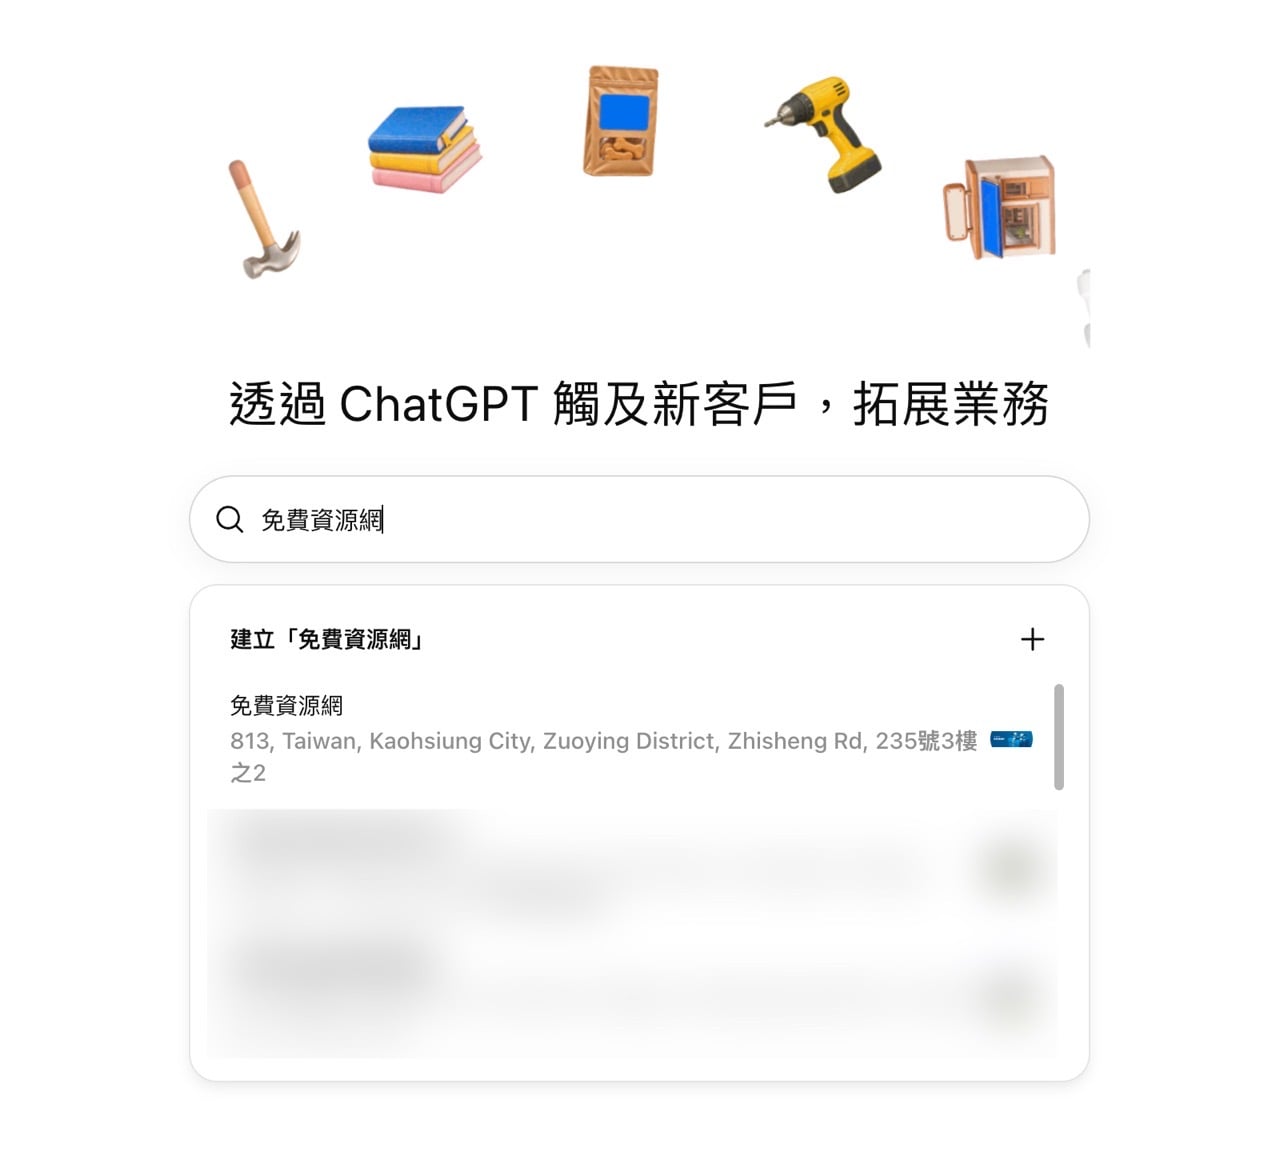 透過 ChatGPT 觸及新客戶，拓展業務
免費資源網
建立「免費資源網」
免費資源網
813, Taiwan, Kaohsiung City, Zuoying District, Zhisheng Rd, 235號3樓
之2